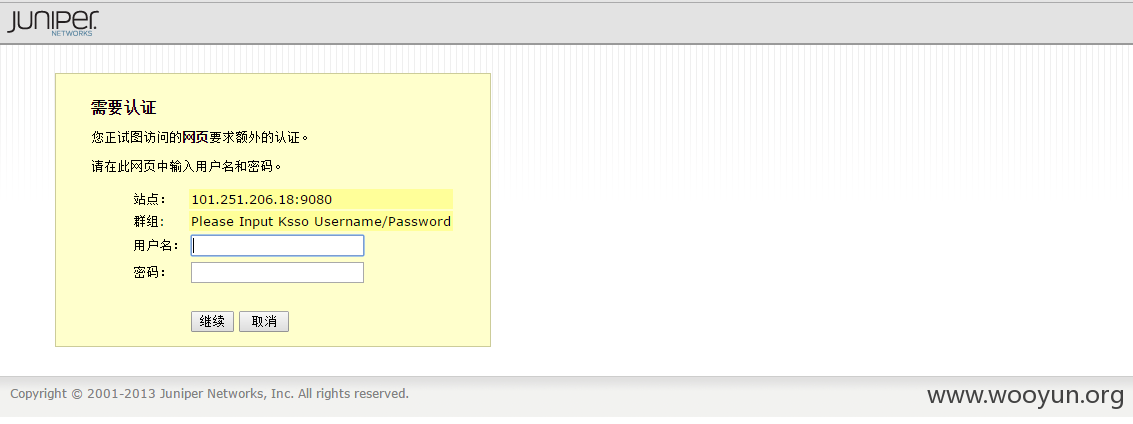 JUNIPER
NETWORKS
需要认证
您正试图访问的网页要求额外的认证。
请在此网页中输入用户名和密码。
站点： 101.251.206.18:9080
群组: Please Input Ksso Username/Password
用户名：
密码：
继续 取消
Copyright © 2001-2013 Juniper Networks, Inc. All rights reserved.
www.wooyun.org